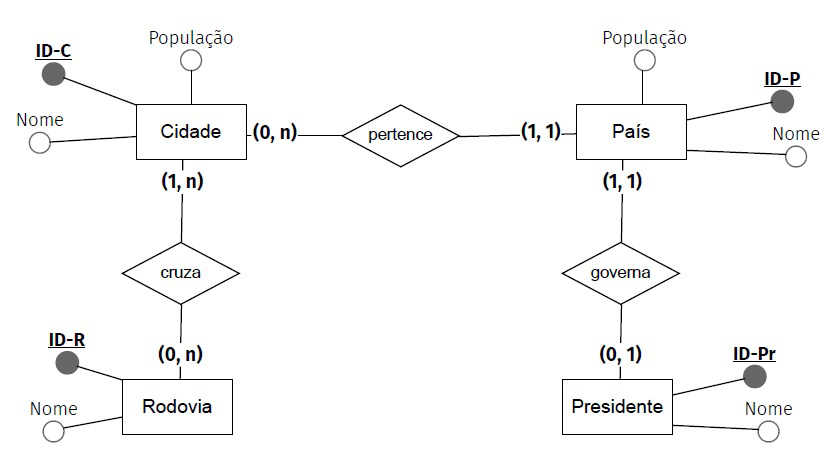 População
População
ID-C
ID-P
Nome
Nome
Cidade
(0, n)
pertence
(1, 1)
País
(1, n)
(1, 1)
cruza
governa
ID-R
(0, n)
(0, 1)
ID-Pr
Nome
Rodovia
Presidente
Nome